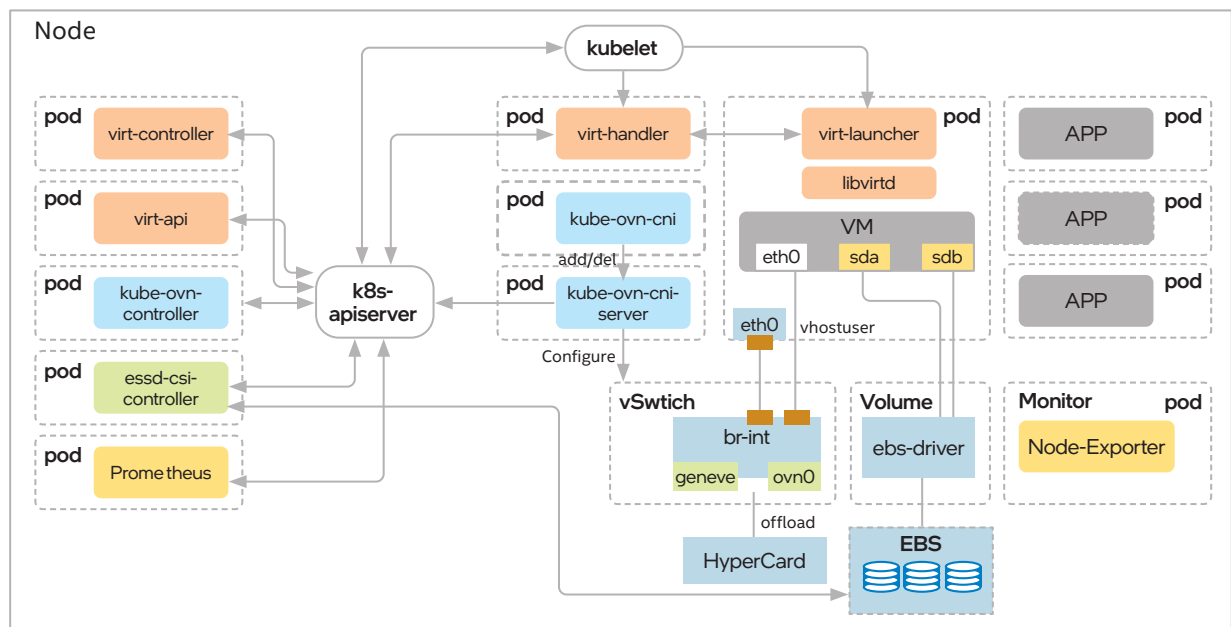 Node
kubelet
pod
virt-controller
pod
virt-handler
virt-launcher
pod
APP
pod
libvirtd
pod
virt-api
pod
kube-ovn-cni
APP
pod
VM
eth0
sda
sdb
add/del
pod
kube-ovn-
controller
k8s-
apiserver
pod
kube-ovn-cni-
server
APP
pod
eth0
vhostuser
Configure
pod
essd-csi-
controller
vSwtich
Volume
Monitor
pod
br-int
ebs-driver
Node-Exporter
pod
Prome theus
geneve
ovn0
offload
HyperCard
EBS